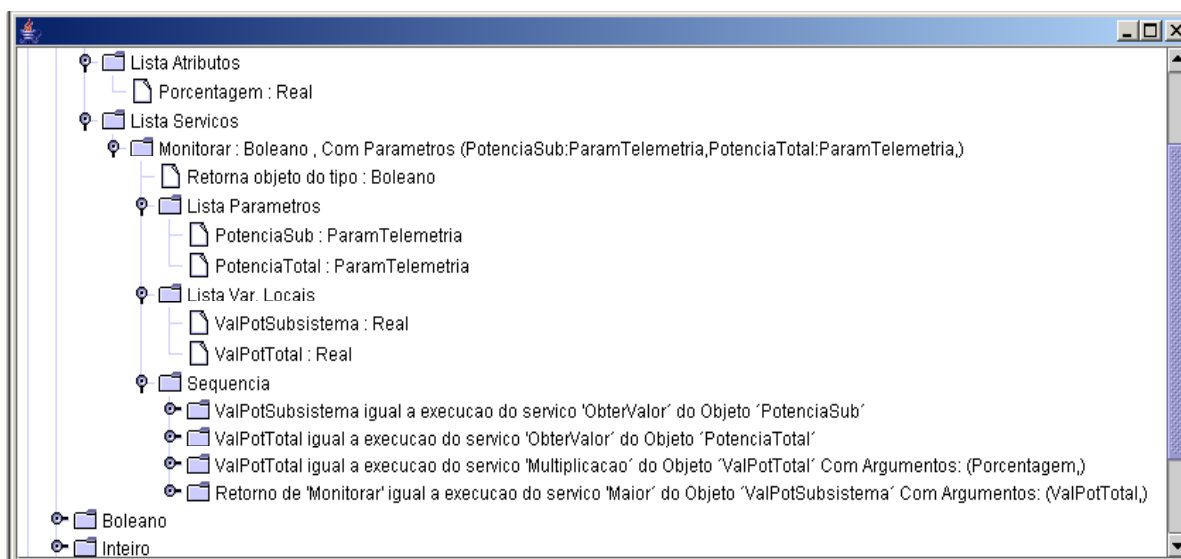 Lista Atributos
Porcentagem : Real
Lista Servicos
Monitorar : Boleano , Com Parametros (PotenciaSub:ParamTelemetria,PotenciaTotal:ParamTelemetria,)
Retorna objeto do tipo : Boleano
Lista Parametros
PotenciaSub : ParamTelemetria
PotenciaTotal : ParamTelemetria
Lista Var. Locais
ValPotSubsistema : Real
ValPotTotal : Real
Sequencia
ValPotSubsistema igual a execucao do servico 'ObterValor´ do Objeto ´PotenciaSub´
ValPotTotal igual a execucao do servico 'ObterValor´ do Objeto ´PotenciaTotal´
ValPotTotal igual a execucao do servico 'Multiplicacao´ do Objeto ´ValPotTotal´ Com Argumentos: (Porcentagem,)
Retorno de 'Monitorar' igual a execucao do servico 'Maior´ do Objeto ´ValPotSubsistema´ Com Argumentos: (ValPotTotal,)
Boleano
Inteiro